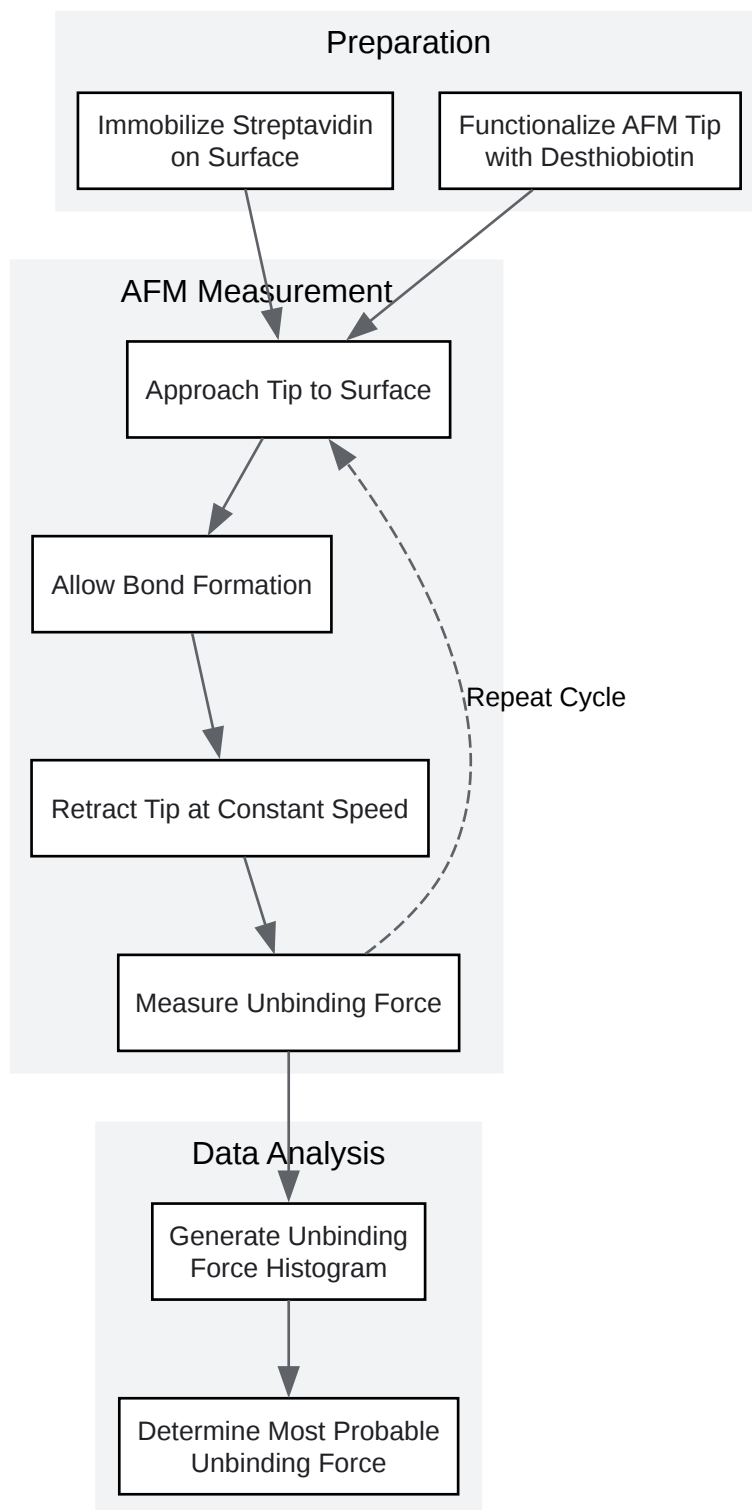 Preparation
Immobilize Streptavidin
on Surface
Functionalize AFM Tip
with Desthiobiotin
AFM Measurement
Approach Tip to Surface
Allow Bond Formation
Repeat Cycle
Retract Tip at Constant Speed
Measure Unbinding Force
Data Analysis
Generate Unbinding
Force Histogram
Determine Most Probable
Unbinding Force